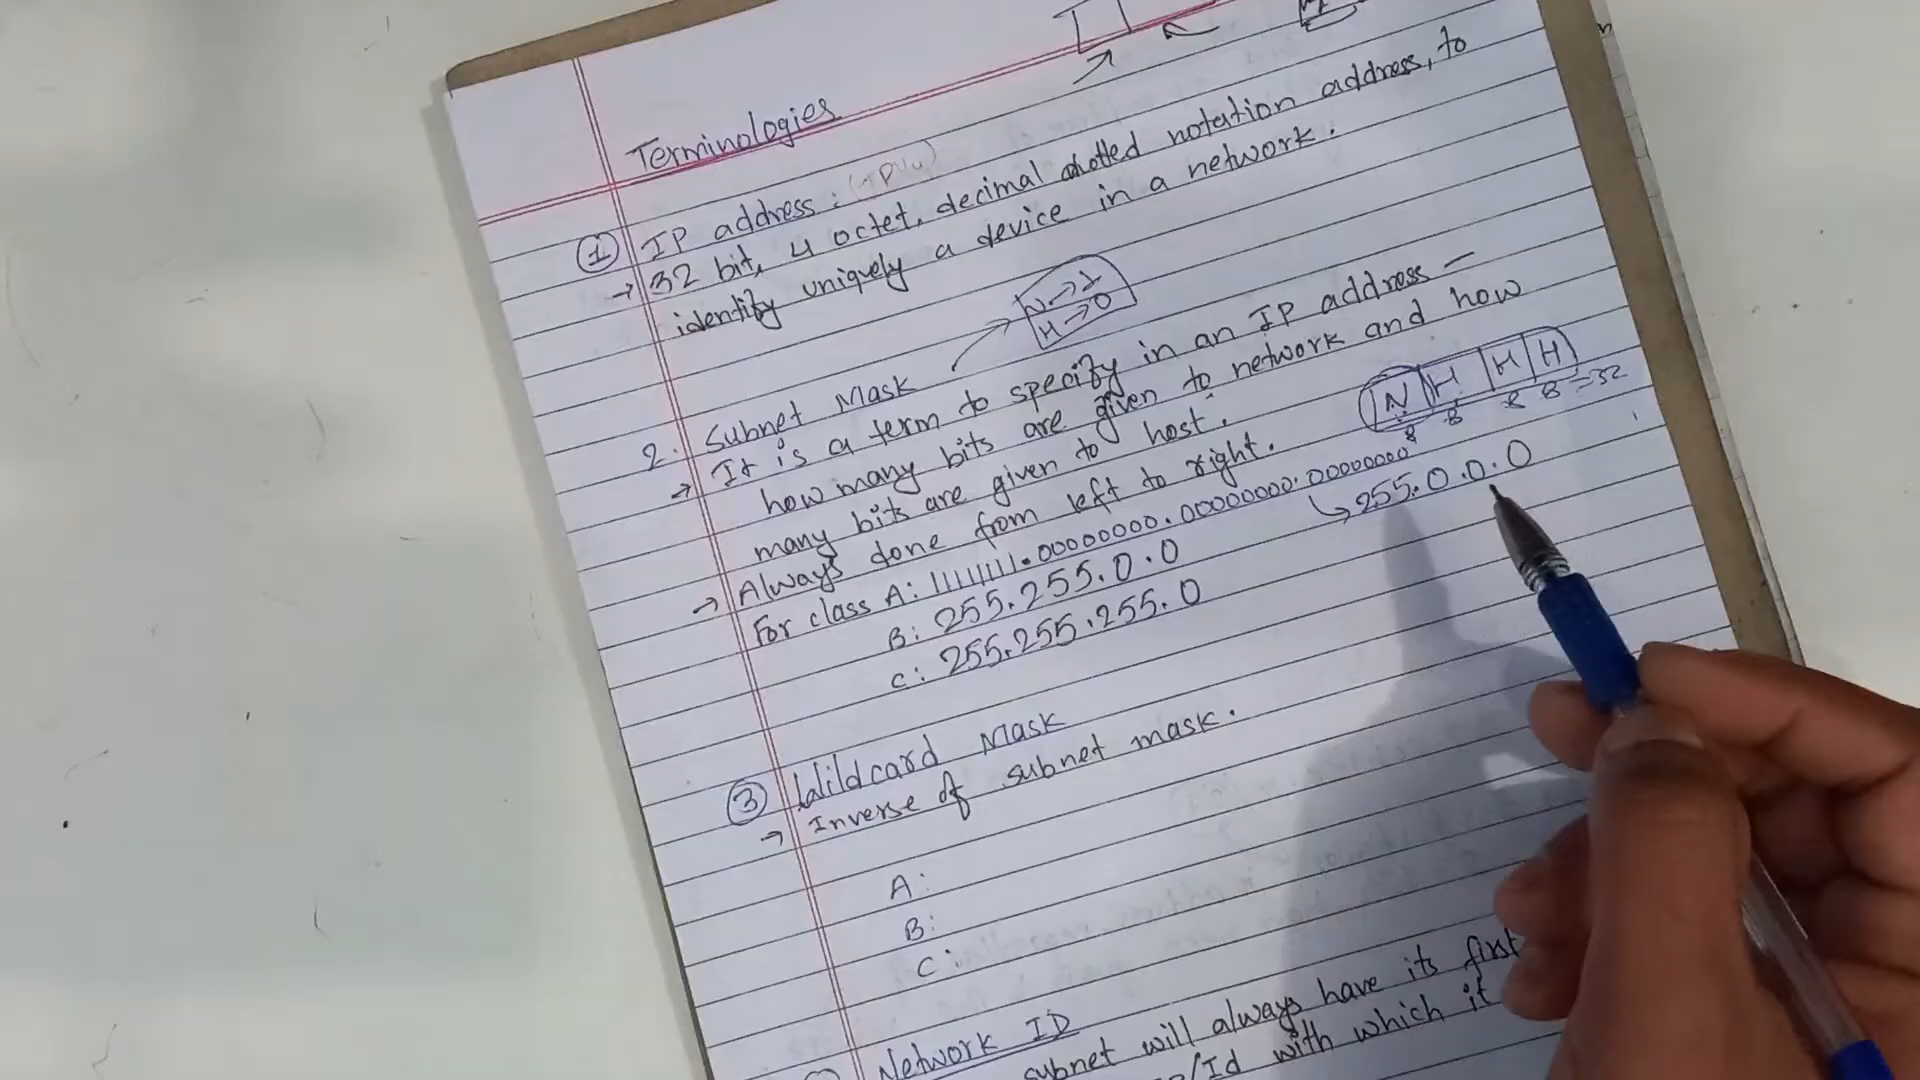 Terminologies
① IP address: (IPv4)
→ 32 bit, 4 octet, decimal dotted notation address, to
identify uniquely a device in a network.
N→1
H→0
2. Subnet Mask
→ It is a term to specify in an IP address –
how many bits are given to network and how
many bits are given to host.
N H H H
8 8 8 8 = 32
→ Always done from left to right.
For class A: 11111111.00000000.00000000.00000000
↳ 255.0.0.0
B: 255.255.0.0
C: 255.255.255.0
③ Wildcard Mask
→ Inverse of subnet mask.
A:
B:
C:
Network ID
subnet will always have its first
/Id with which it